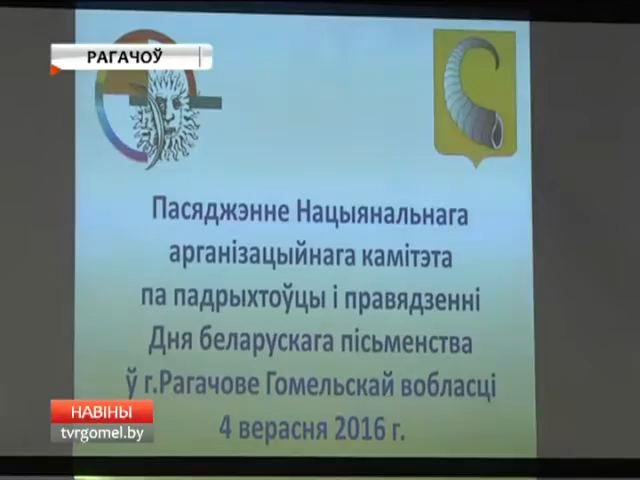 РАГАЧОЎ
Пасяджэнне Нацыянальнага
арганізацыйнага камітэта
па падрыхтоўцы і правядзенні
Дня беларускага пісьменства
ў г.Рагачове Гомельскай вобласці
4 верасня 2016 г.
НАВІНЫ
tvrgomel.by